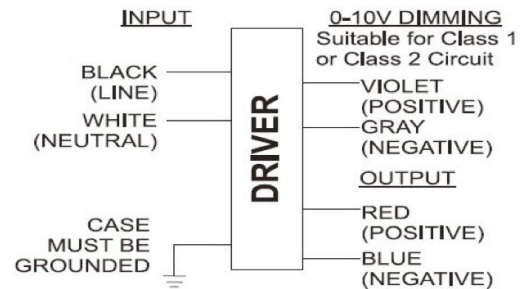 INPUT
BLACK
(LINE)
WHITE
(NEUTRAL)
CASE
MUST BE
GROUNDED
DRIVER
0-10V DIMMING
Suitable for Class 1
or Class 2 Circuit
VIOLET
(POSITIVE)
GRAY
(NEGATIVE)
OUTPUT
RED
(POSITIVE)
BLUE
(NEGATIVE)